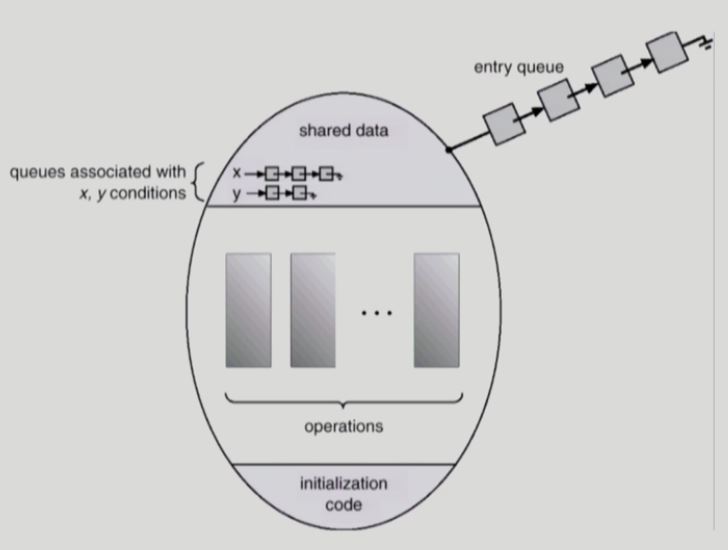 entry queue
shared data
queues associated with
x, y conditions
x
y
...
operations
initialization
code